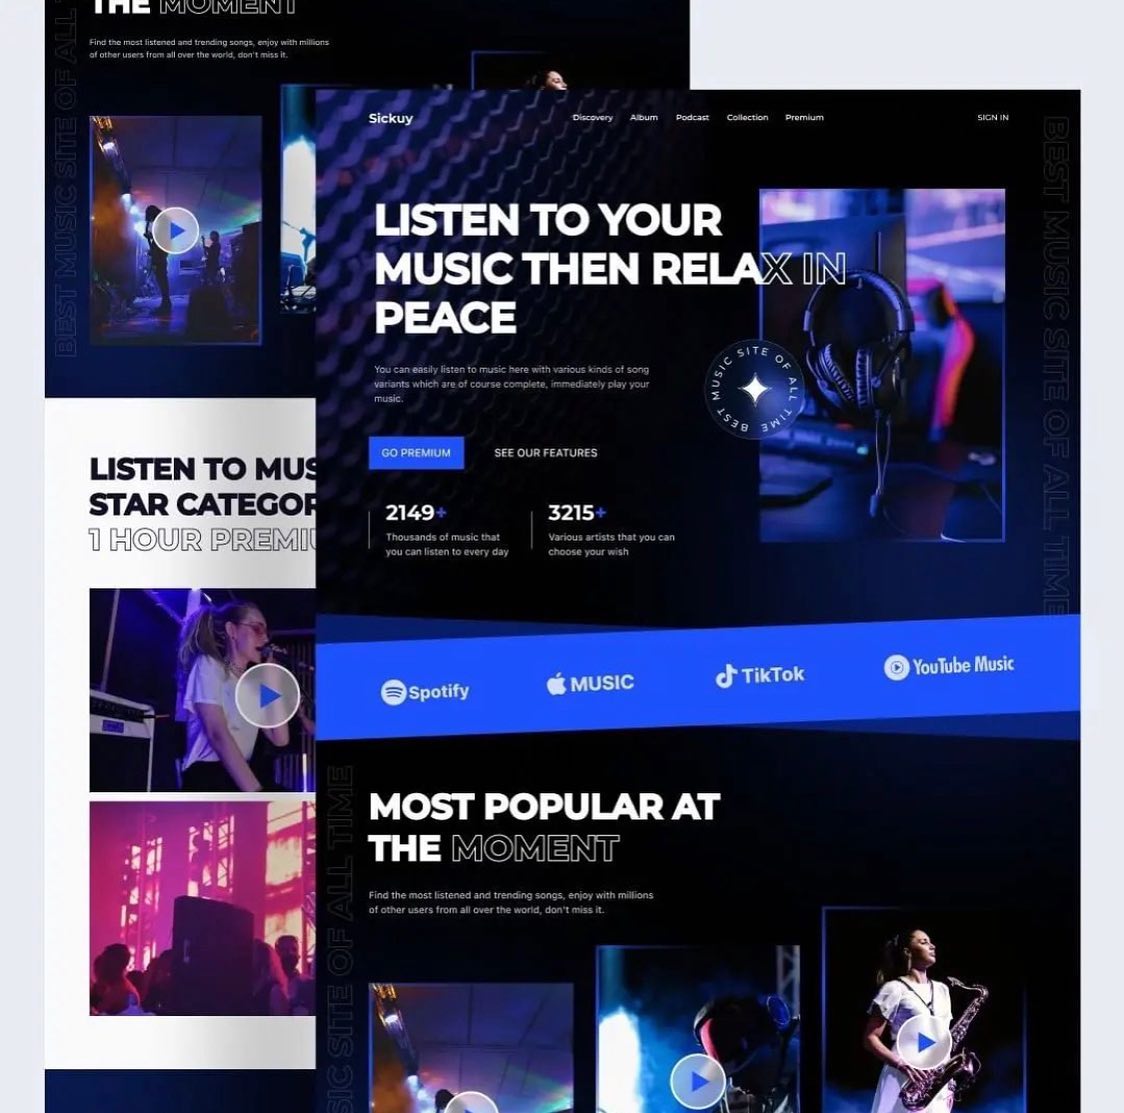 THE MOMENT
Find the most listened and trending songs, enjoy with millions
of other users from all over the world, don't miss it.
BEST MUSIC SITE OF ALL
LISTEN TO MUS
STAR CATEGOR
1 HOUR PREMIU
Sickuy
Discovery
Album
Podcast
Collection
Premium
SIGN IN
LISTEN TO YOUR
MUSIC THEN RELAX IN
PEACE
You can easily listen to music here with various kinds of song
variants which are of course complete, immediately play your
music.
GO PREMIUM
SEE OUR FEATURES
2149+
Thousands of music that
you can listen to every day
3215+
Various artists that you can
choose your wish
BEST MUSIC SITE OF ALL TIME
BEST MUSIC SITE OF ALL TIME
Spotify
MUSIC
TikTok
YouTube Music
MOST POPULAR AT
THE MOMENT
Find the most listened and trending songs, enjoy with millions
of other users from all over the world, don't miss it.
SIC SITE OF ALL TIME